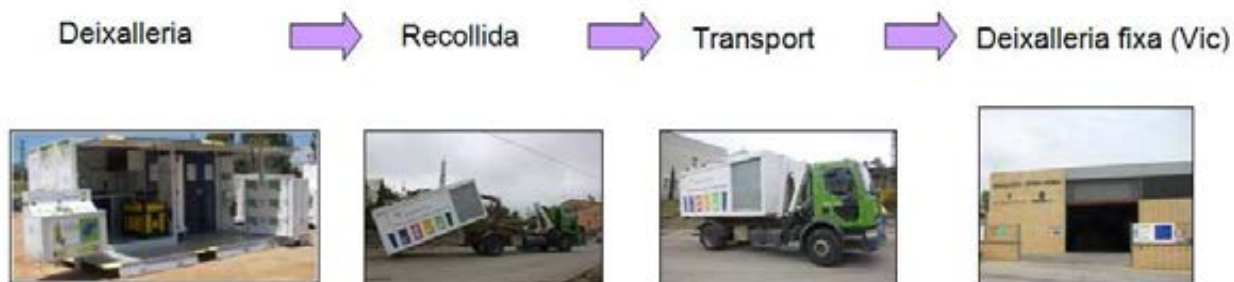 Deixalleria
Recollida
Transport
Deixalleria fixa (Vic)